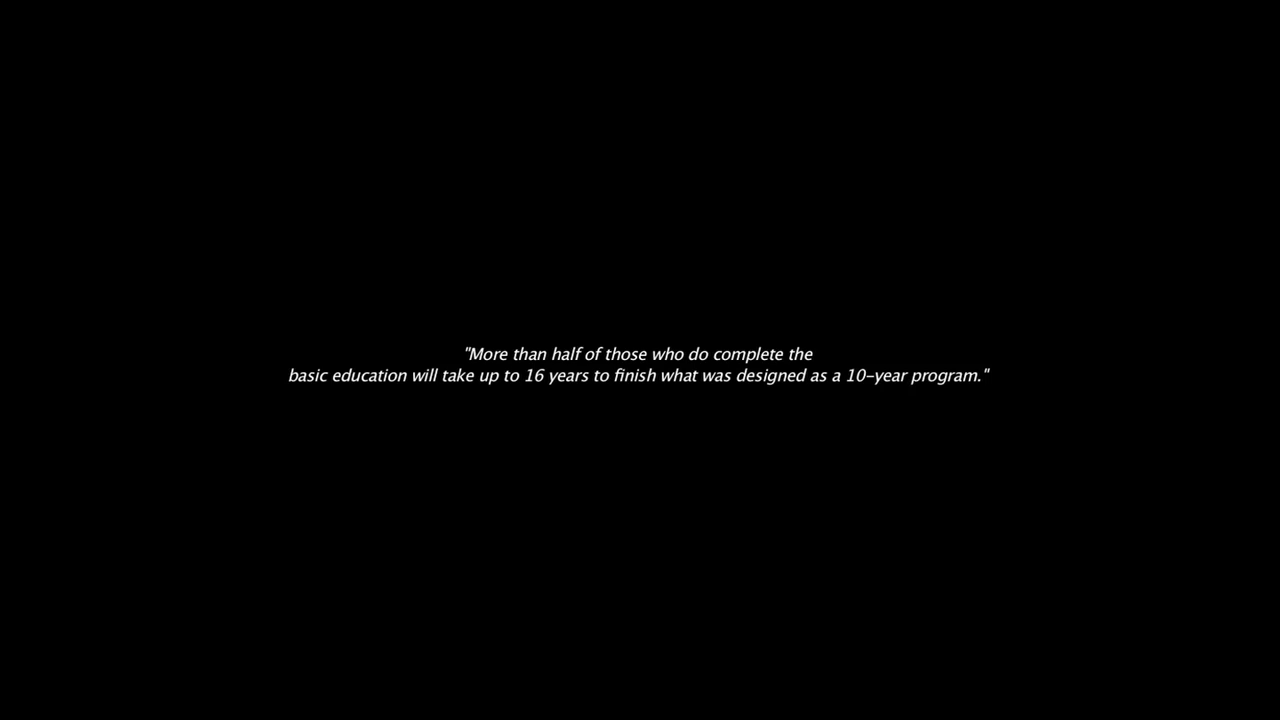 "More than half of those who do complete the
basic education will take up to 16 years to finish what was designed as a 10-year program."